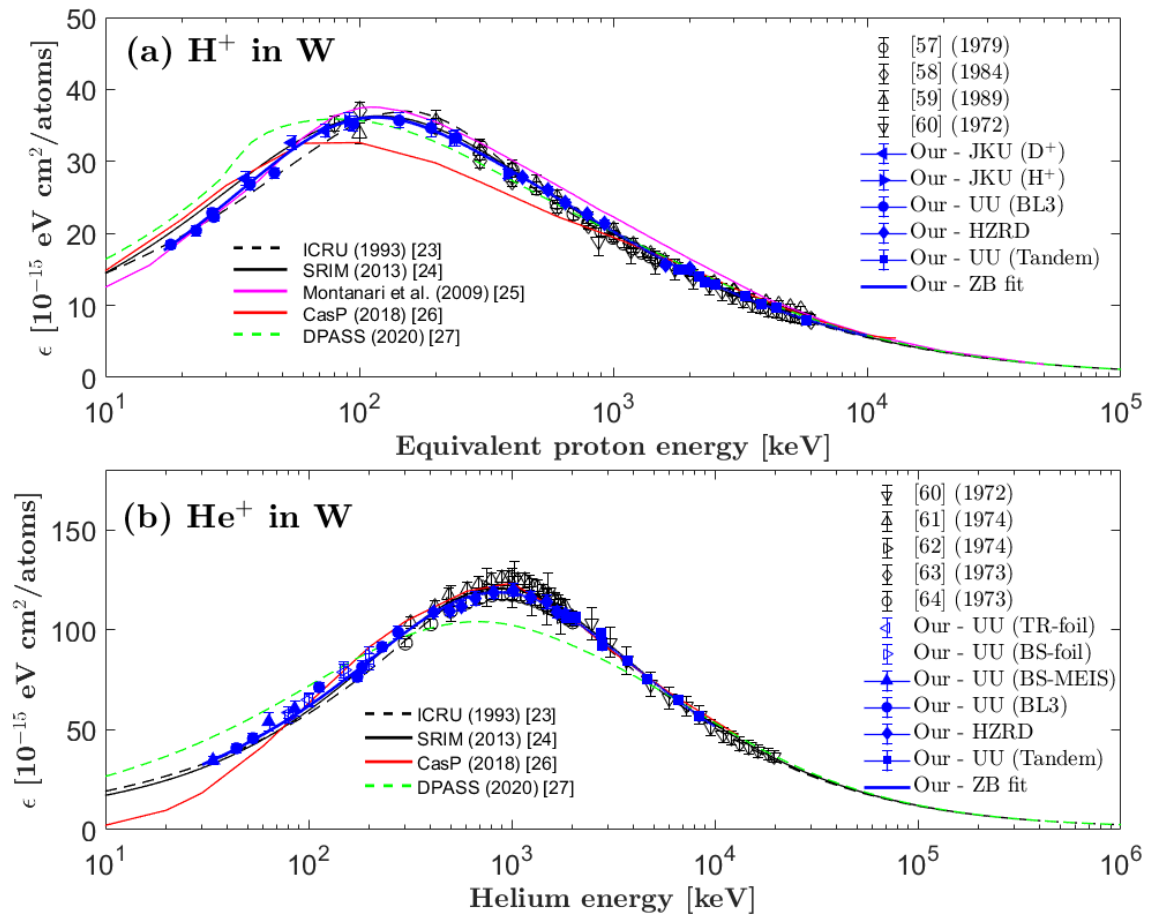 (a) H⁺ in W
ϵ [10⁻¹⁵ eV cm²/atoms]
50
40
30
20
10
0
[57] (1979)
[58] (1984)
[59] (1989)
[60] (1972)
Our - JKU (D⁺)
Our - JKU (H⁺)
Our - UU (BL3)
Our - HZRD
Our - UU (Tandem)
Our - ZB fit
ICRU (1993) [23]
SRIM (2013) [24]
Montanari et al. (2009) [25]
CasP (2018) [26]
DPASS (2020) [27]
10¹ 10² 10³ 10⁴ 10⁵
Equivalent proton energy [keV]
(b) He⁺ in W
ϵ [10⁻¹⁵ eV cm²/atoms]
150
100
50
0
[60] (1972)
[61] (1974)
[62] (1974)
[63] (1973)
[64] (1973)
Our - UU (TR-foil)
Our - UU (BS-foil)
Our - UU (BS-MEIS)
Our - UU (BL3)
Our - HZRD
Our - UU (Tandem)
Our - ZB fit
ICRU (1993) [23]
SRIM (2013) [24]
CasP (2018) [26]
DPASS (2020) [27]
10¹ 10² 10³ 10⁴ 10⁵ 10⁶
Helium energy [keV]